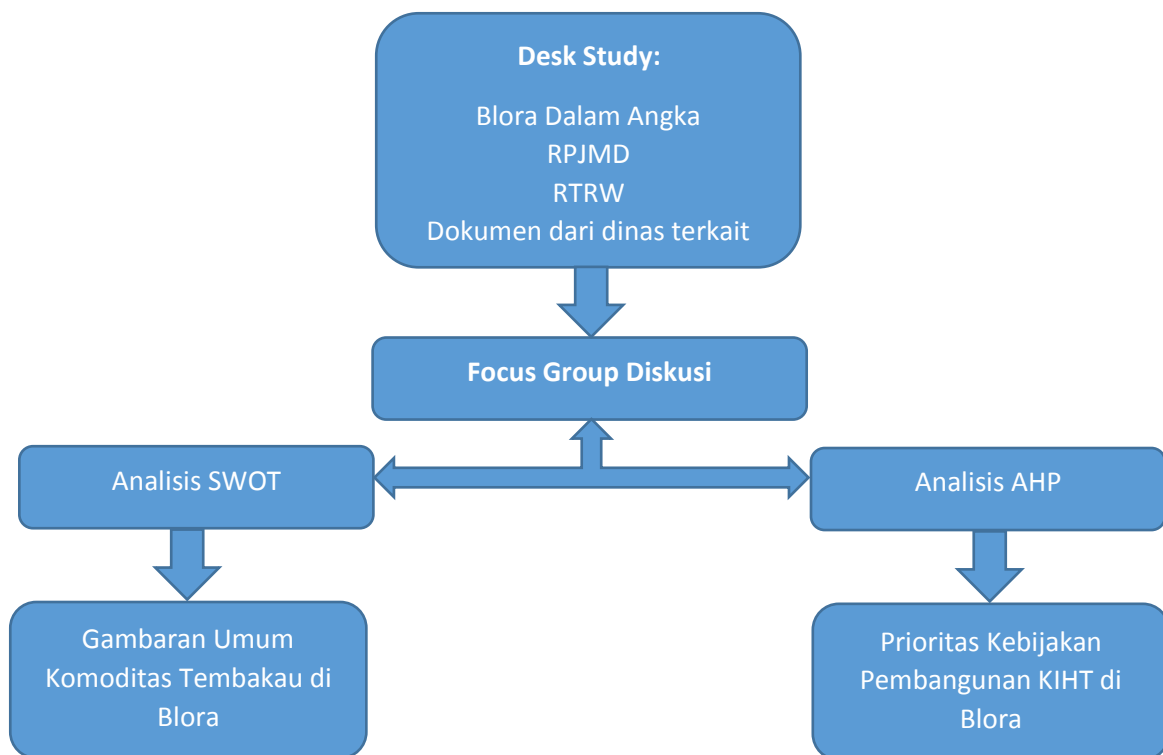 Desk Study:
Blora Dalam Angka
RPJMD
RTRW
Dokumen dari dinas terkait
Focus Group Diskusi
Analisis SWOT
Analisis AHP
Gambaran Umum
Komoditas Tembakau di
Blora
Prioritas Kebijakan
Pembangunan KIHT di
Blora